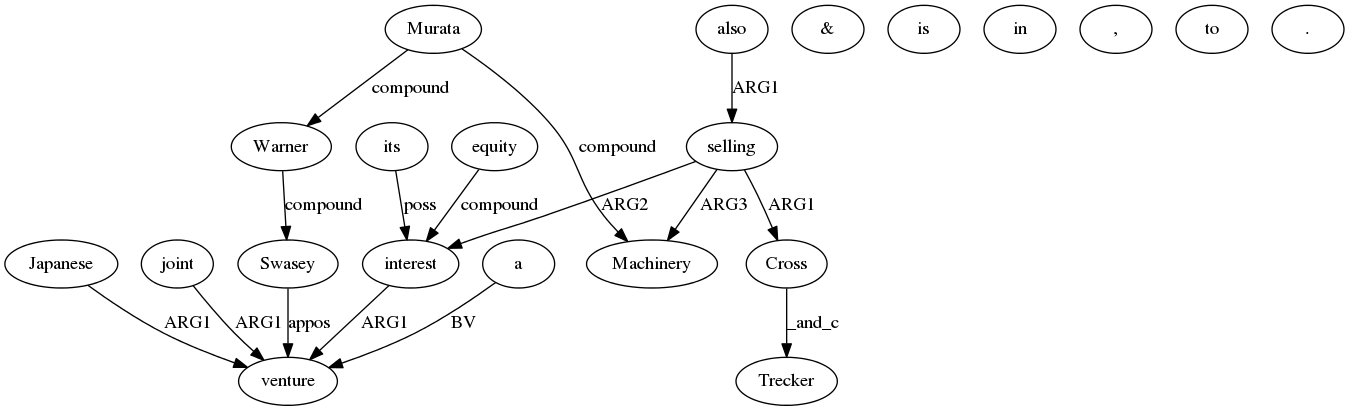 Murata also & is in , to .
compound compound ARG1
Warner its equity selling
compound poss compound ARG2 ARG3 ARG1
Japanese joint Swasey interest a Machinery Cross
ARG1 ARG1 appos ARG1 BV _and_c
venture Trecker